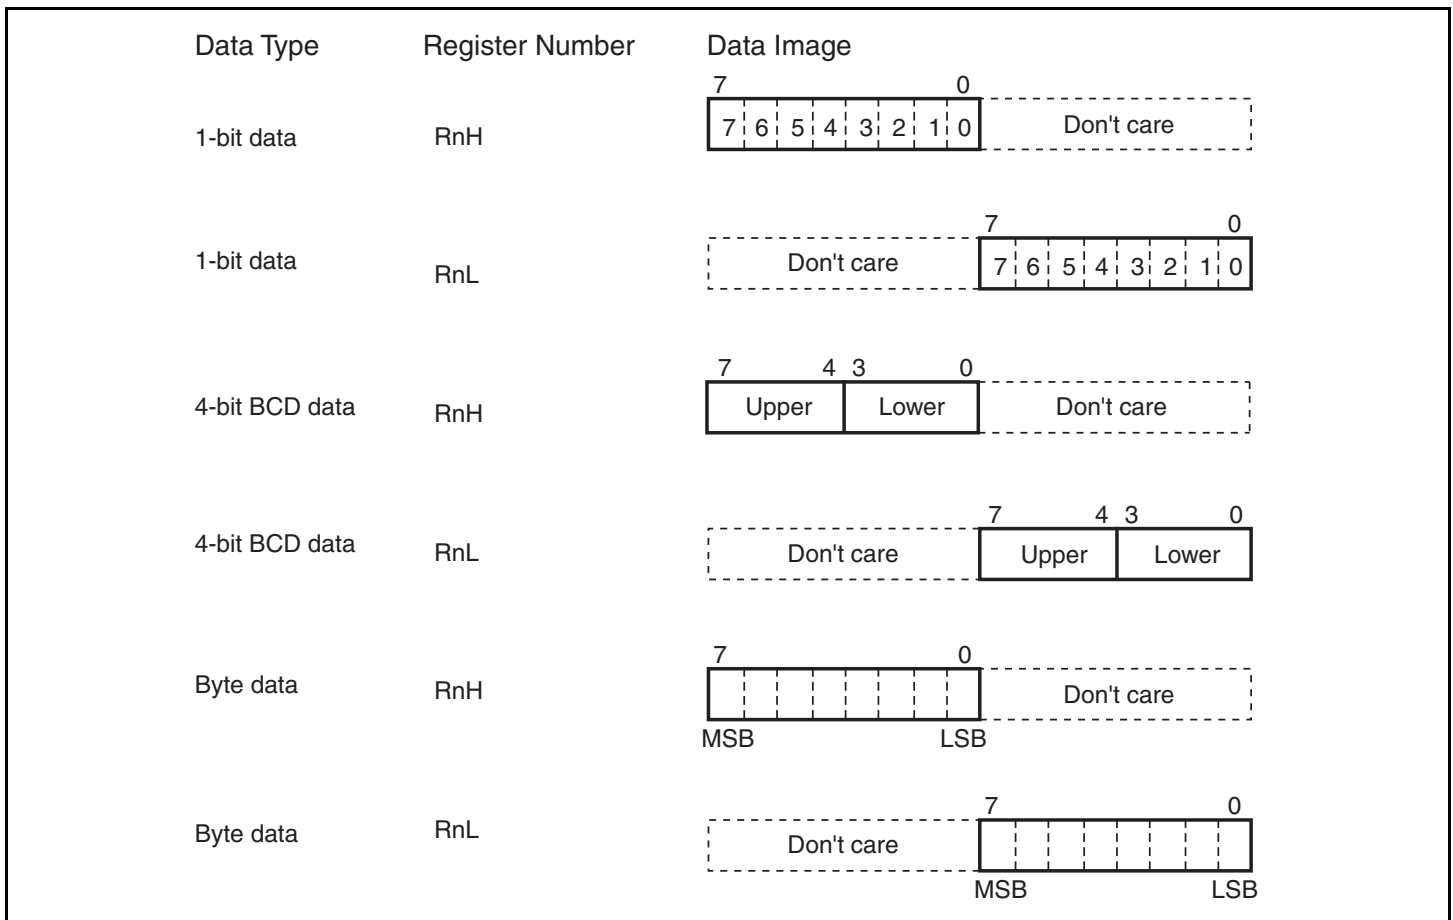 Data Type Register Number Data Image
7 0
1-bit data RnH 7 6 5 4 3 2 1 0 Don't care
7 0
1-bit data RnL Don't care 7 6 5 4 3 2 1 0
7 4 3 0
4-bit BCD data RnH Upper Lower Don't care
7 4 3 0
4-bit BCD data RnL Don't care Upper Lower
7 0
Byte data RnH Don't care
MSB LSB
7 0
Byte data RnL Don't care
MSB LSB